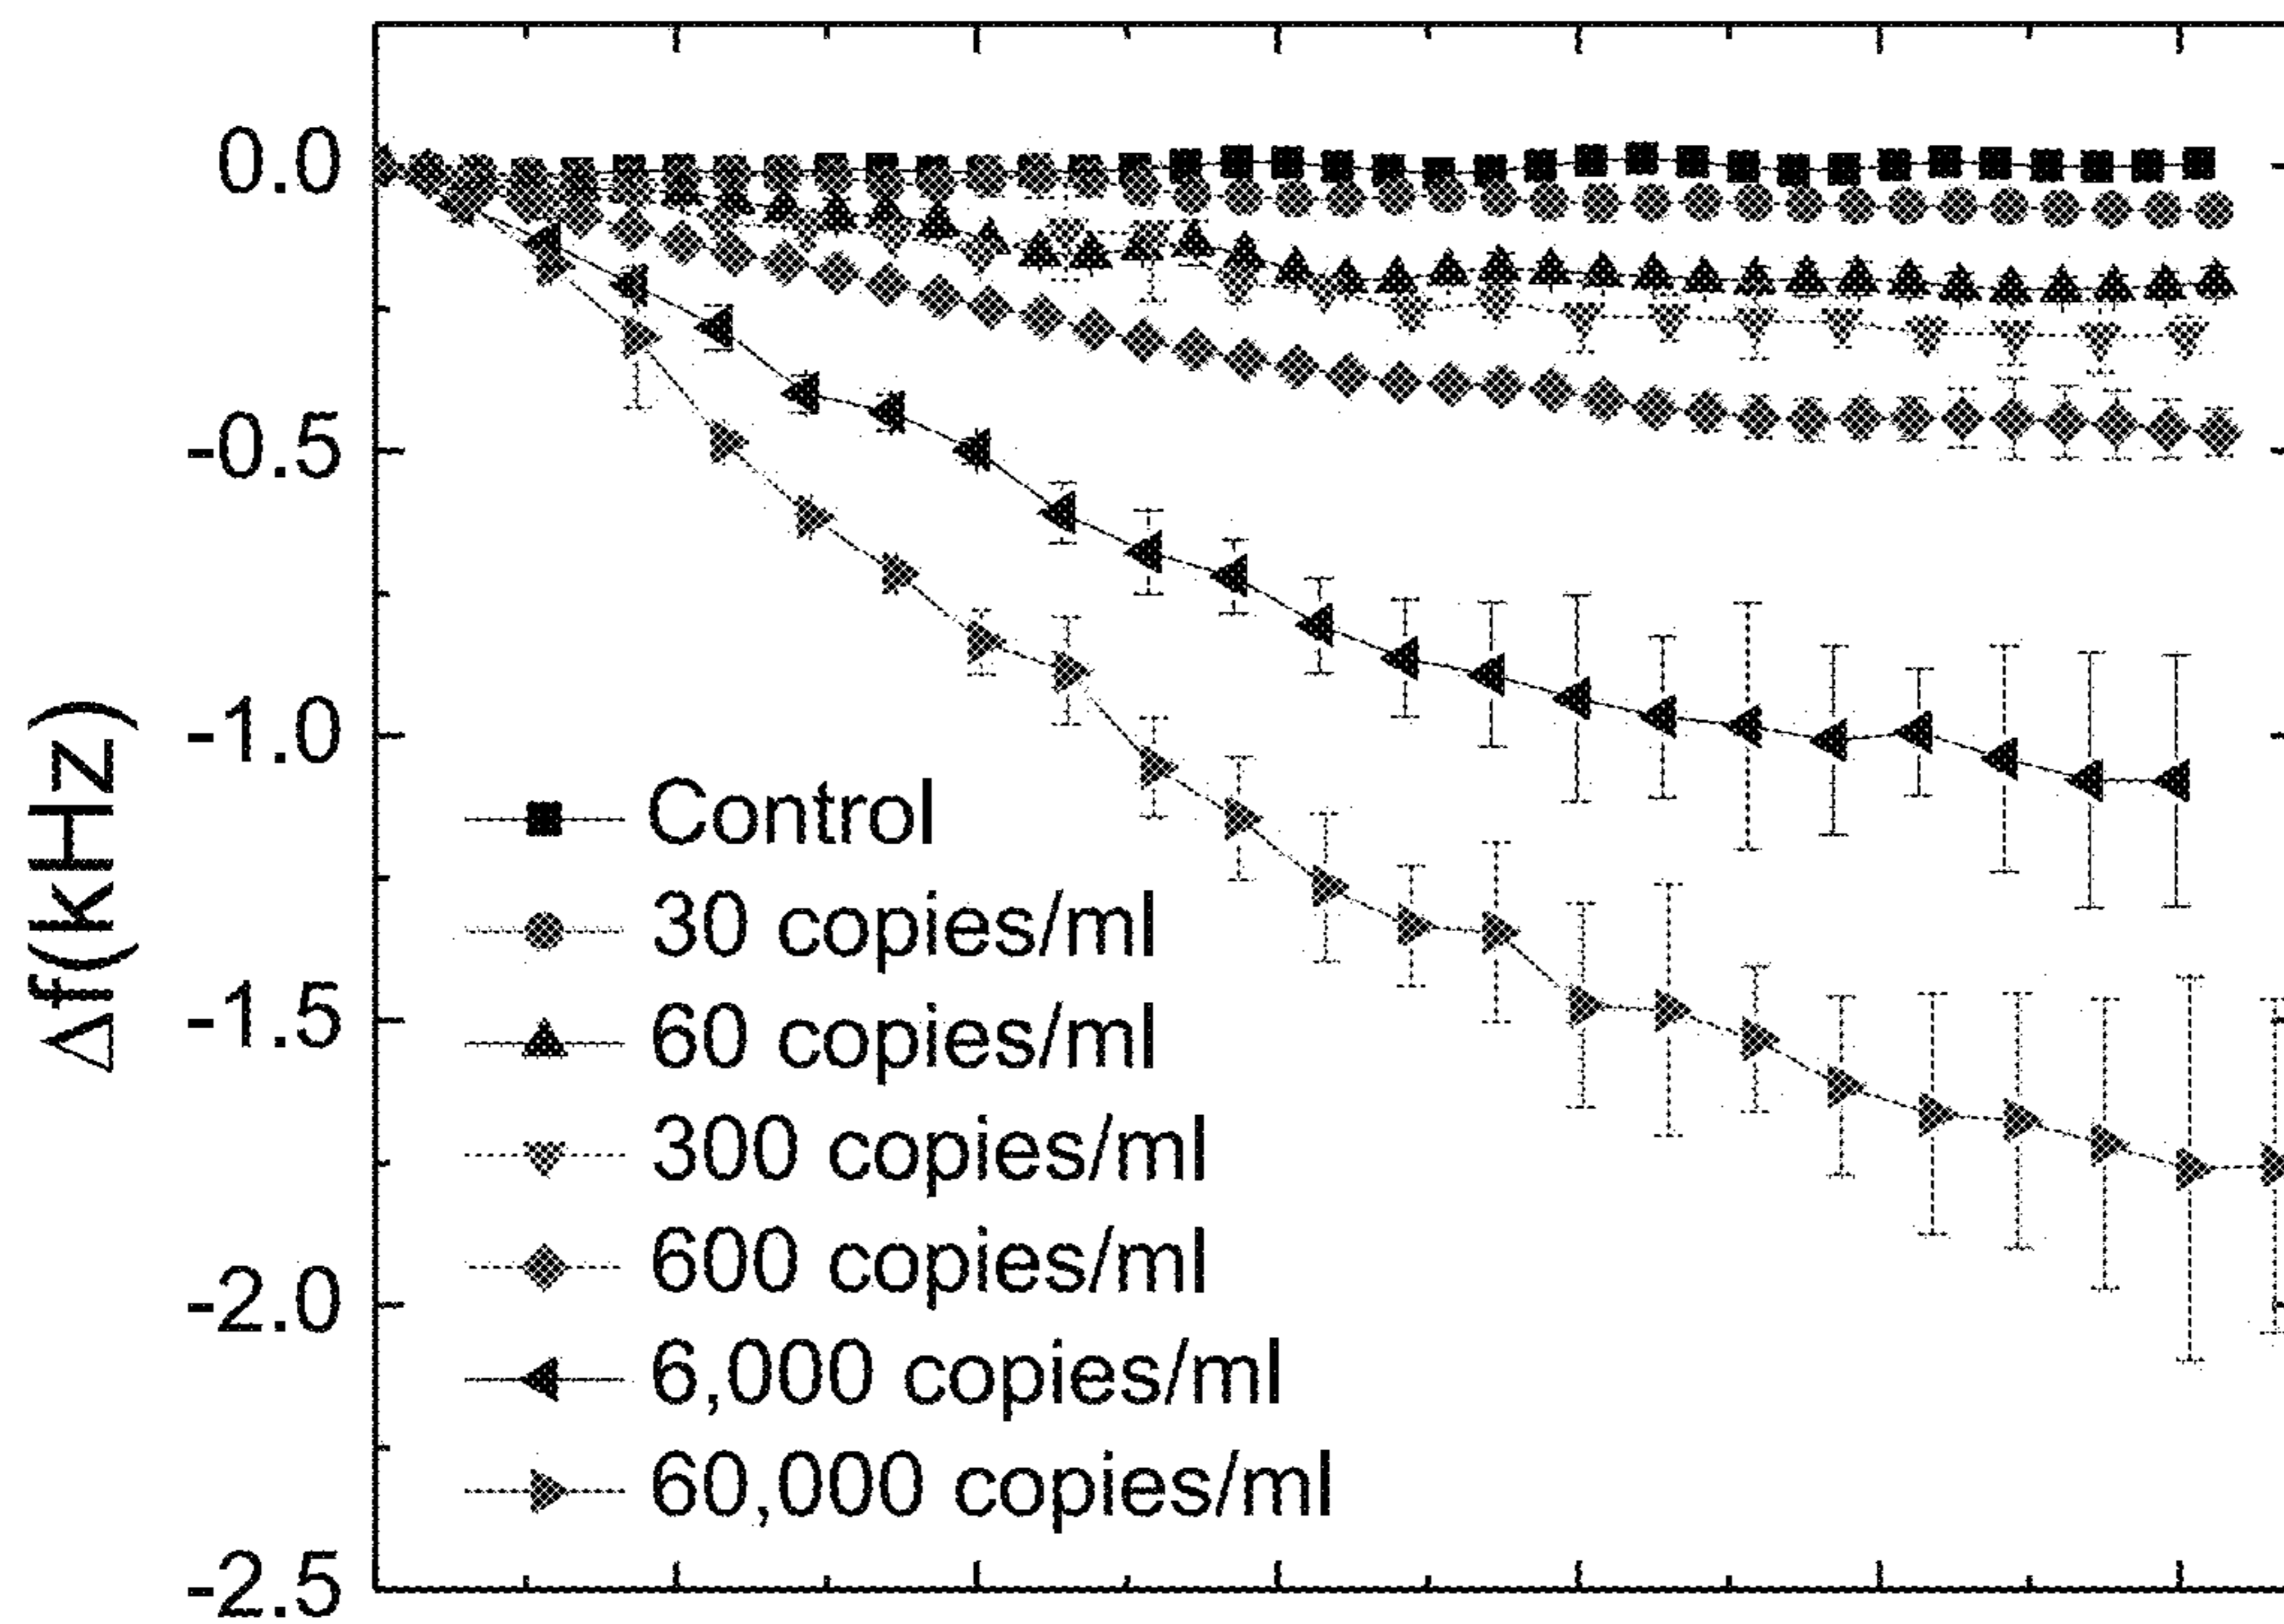 0.0
-0.5
-1.0
-1.5
-2.0
-2.5
Δf(kHz)
Control
30 copies/ml
60 copies/ml
300 copies/ml
600 copies/ml
6,000 copies/ml
60,000 copies/ml